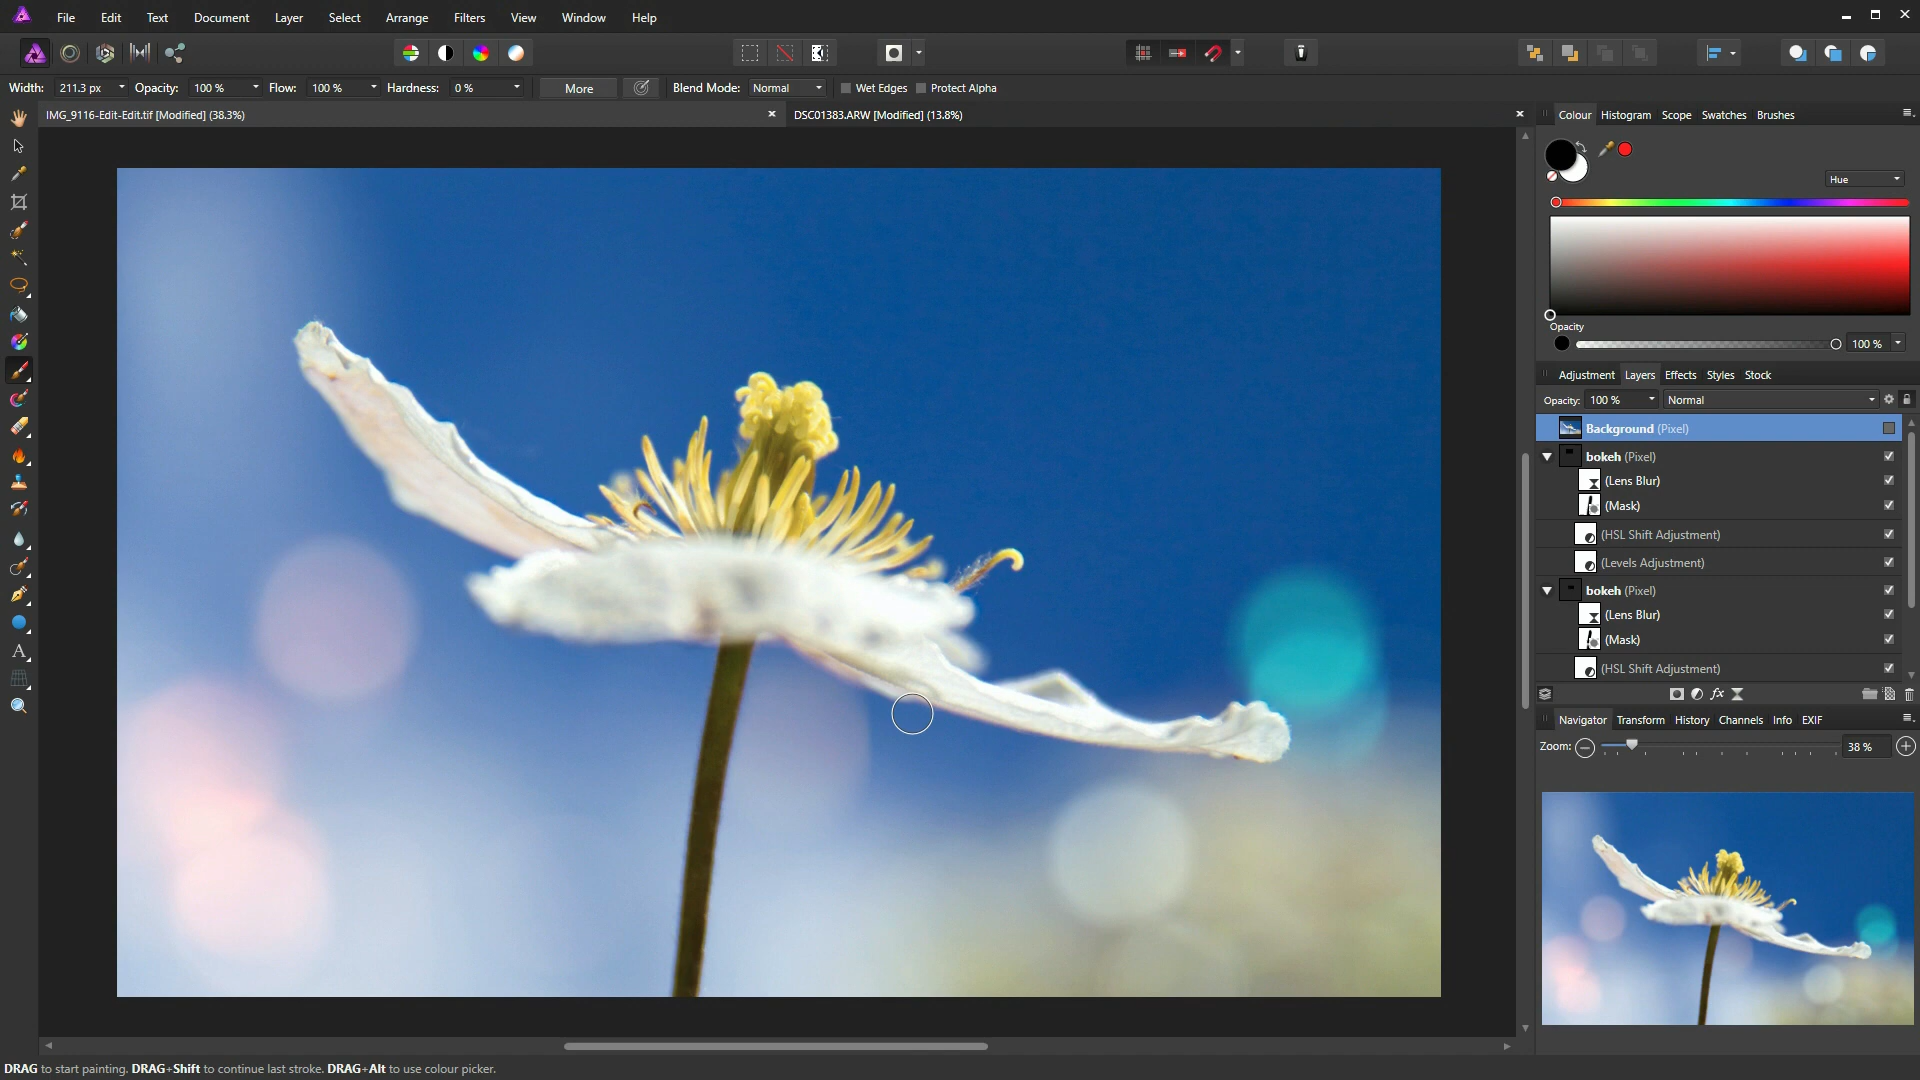 File Edit Text Document Layer Select Arrange Filters View Window Help
Width: 211.3 px Opacity: 100 % Flow: 100 % Hardness: 0 % More Blend Mode: Normal Wet Edges Protect Alpha
IMG_9116-Edit-Edit.tif [Modified] (38.3%) DSC01383.ARW [Modified] (13.8%)
Colour Histogram Scope Swatches Brushes
Hue
Opacity
100 %
Adjustment Layers Effects Styles Stock
Opacity: 100 % Normal
Background (Pixel)
bokeh (Pixel)
(Lens Blur)
(Mask)
(HSL Shift Adjustment)
(Levels Adjustment)
bokeh (Pixel)
(Lens Blur)
(Mask)
(HSL Shift Adjustment)
fx
Navigator Transform History Channels Info EXIF
Zoom: 38 %
A
DRAG to start painting. DRAG+Shift to continue last stroke. DRAG+Alt to use colour picker.